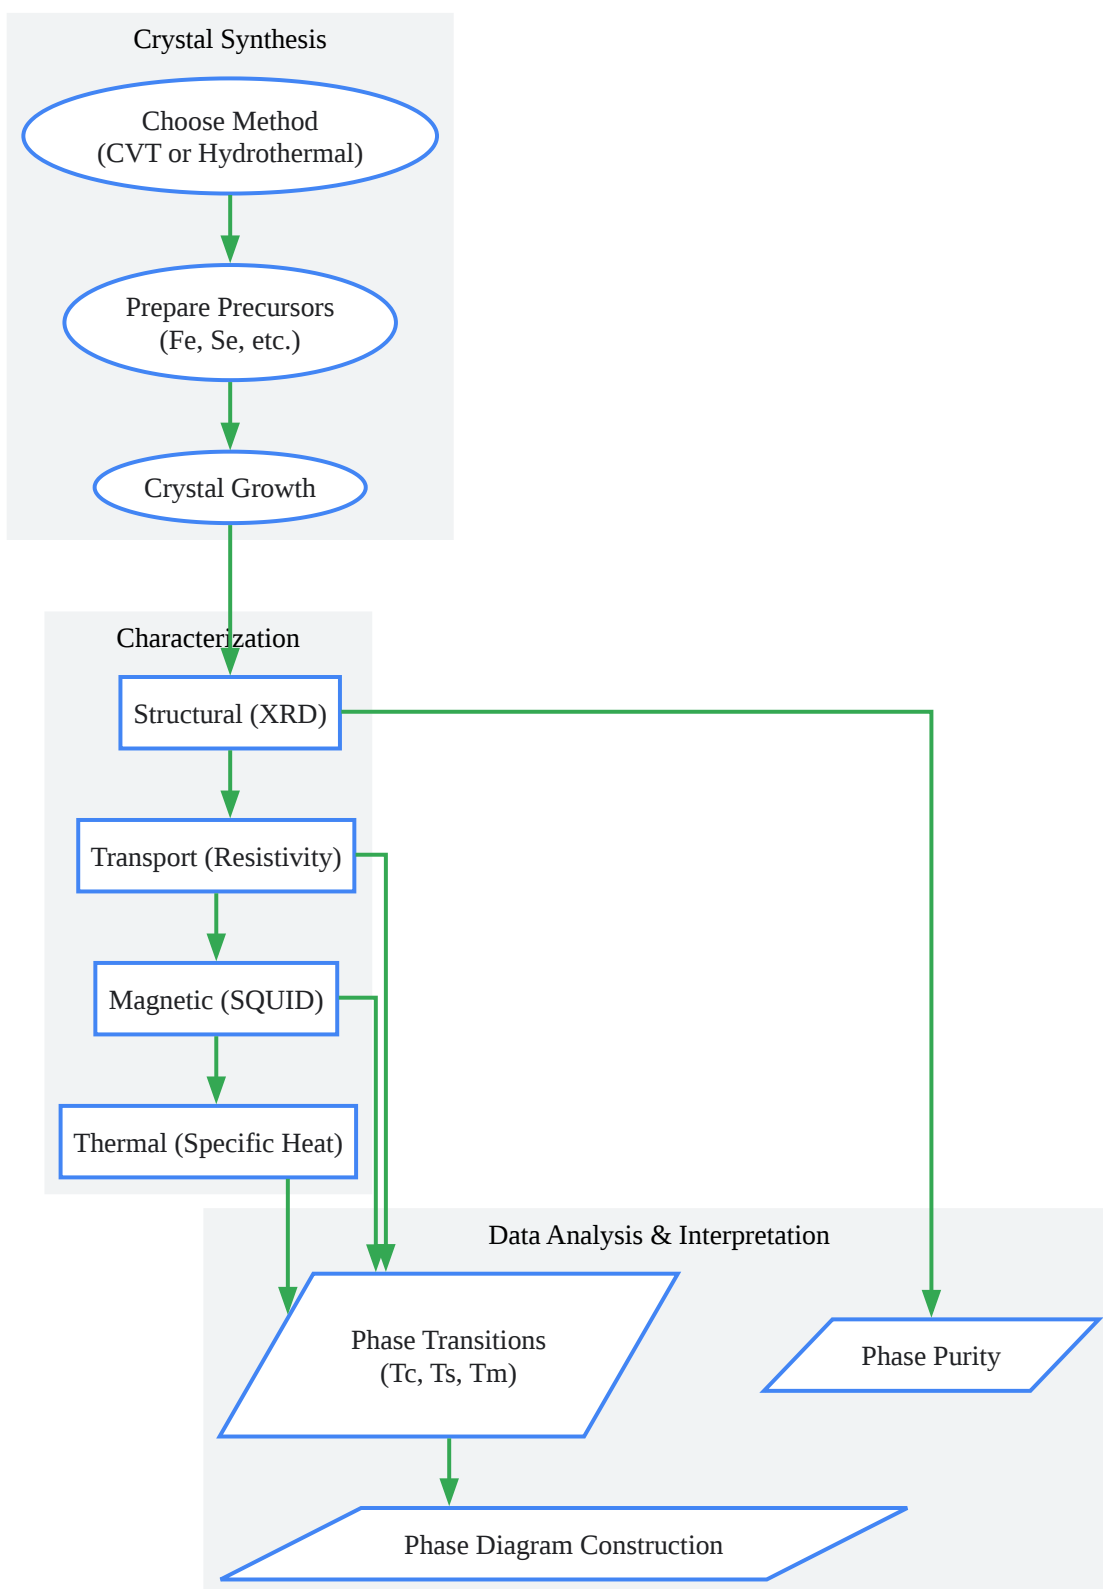 Crystal Synthesis
Choose Method
(CVT or Hydrothermal)
Prepare Precursors
(Fe, Se, etc.)
Crystal Growth
Characterization
Structural (XRD)
Transport (Resistivity)
Magnetic (SQUID)
Thermal (Specific Heat)
Data Analysis & Interpretation
Phase Transitions
(Tc, Ts, Tm)
Phase Purity
Phase Diagram Construction